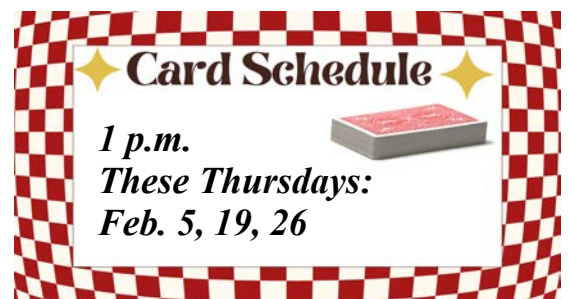 Card Schedule
1 p.m.
These Thursdays:
Feb. 5, 19, 26